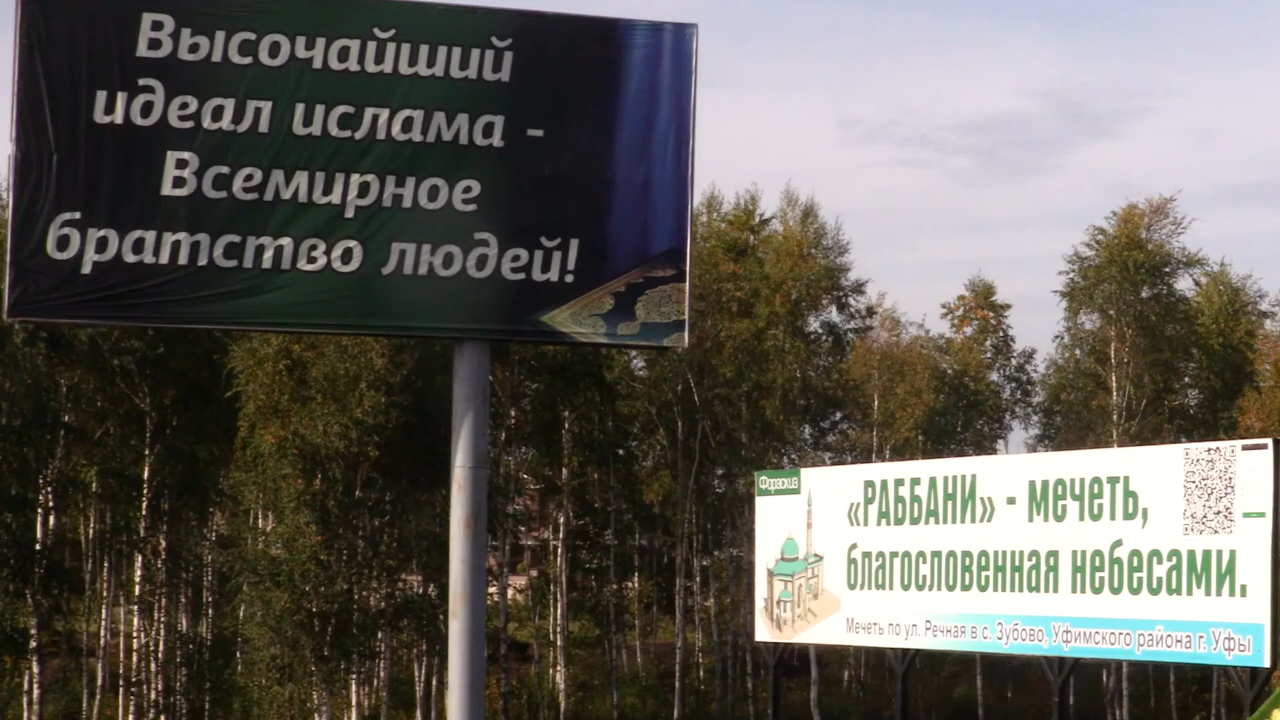 Высочайший
идеал ислама -
Всемирное
братство людей!
«РАББАНИ» - мечеть,
благословенная небесами.
Мечеть по ул. Речная в с. Зубово, Уфимского района г. Уфы